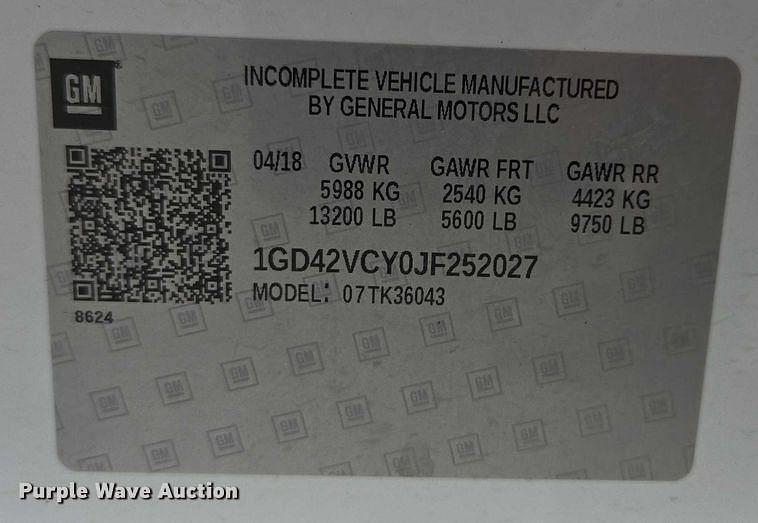 GM
INCOMPLETE VEHICLE MANUFACTURED
BY GENERAL MOTORS LLC
04/18 GVWR GAWR FRT GAWR RR
5988 KG 2540 KG 4423 KG
13200 LB 5600 LB 9750 LB
1GD42VCY0JF252027
MODEL: 07TK36043
8624
Purple Wave Auction